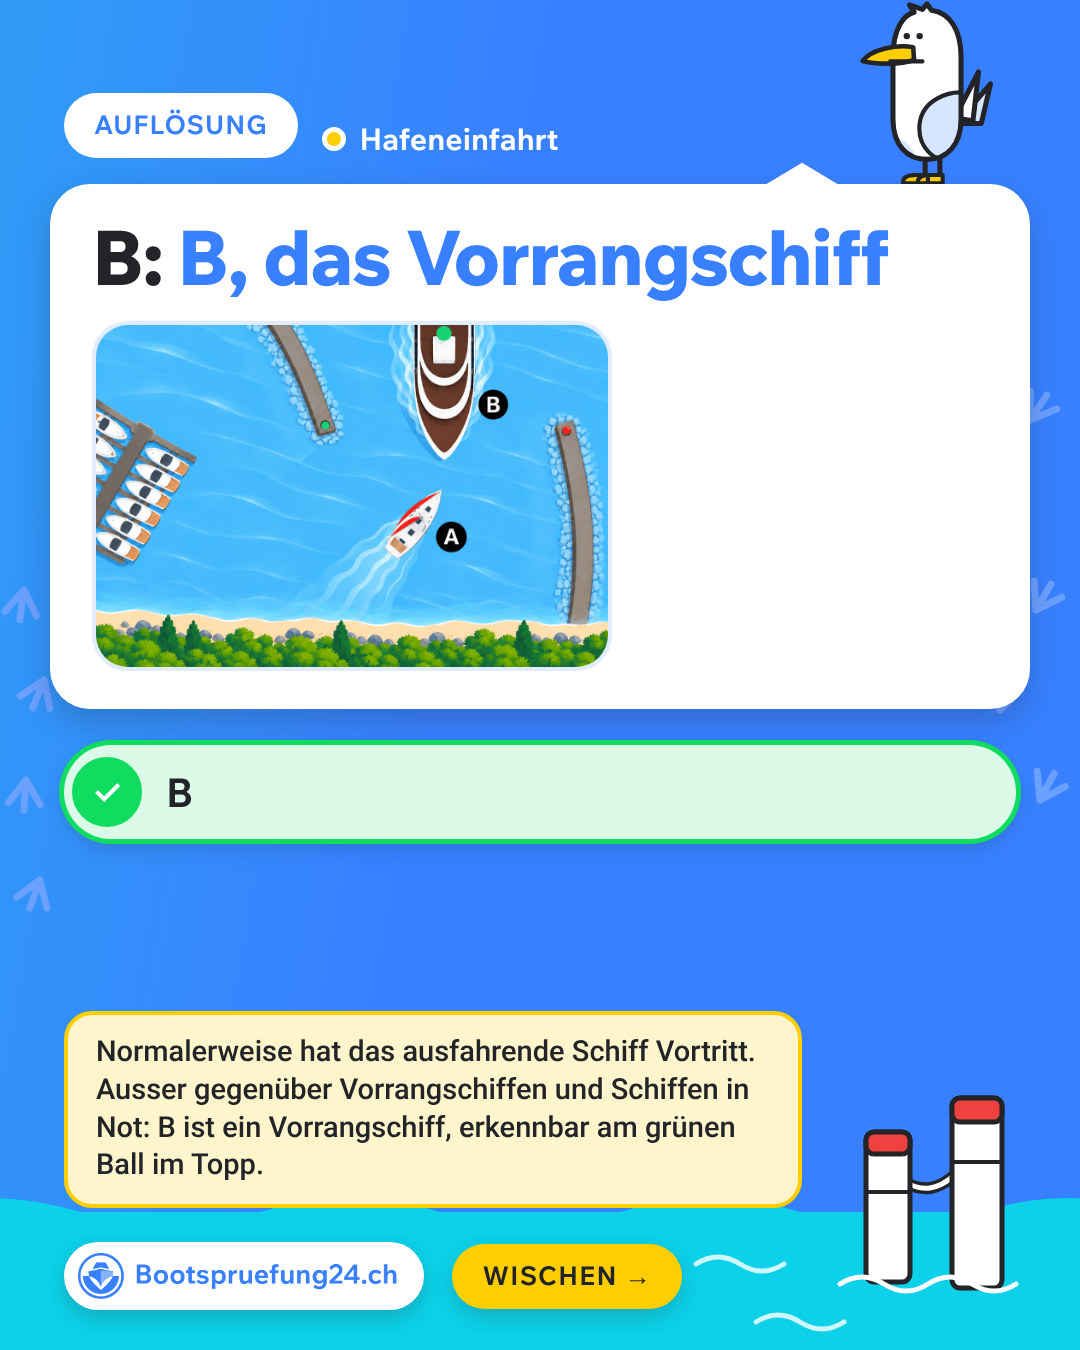 AUFLÖSUNG
Hafeneinfahrt
B: B, das Vorrangschiff
B
A
B
Normalerweise hat das ausfahrende Schiff Vortritt.
Ausser gegenüber Vorrangschiffen und Schiffen in
Not: B ist ein Vorrangschiff, erkennbar am grünen
Ball im Topp.
Bootspruefung24.ch
WISCHEN →